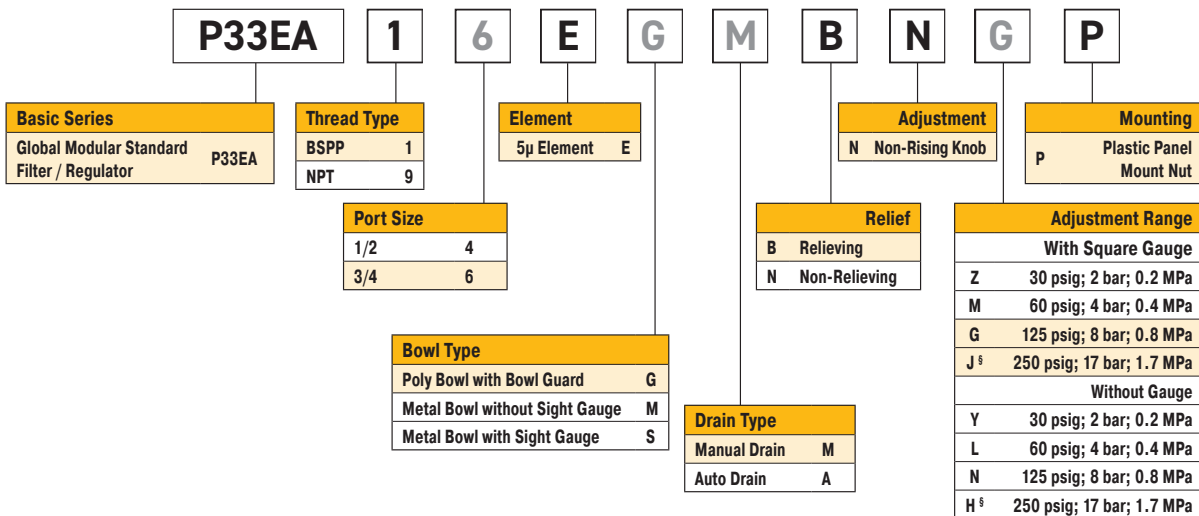 P33EA 1 6 E G M B N G P
Basic Series
Global Modular Standard
Filter / Regulator P33EA
Thread Type
BSPP 1
NPT 9
Element
5µ Element E
Adjustment
N Non-Rising Knob
Mounting
P Plastic Panel
Mount Nut
Port Size
1/2 4
3/4 6
Relief
B Relieving
N Non-Relieving
Adjustment Range
With Square Gauge
Z 30 psig; 2 bar; 0.2 MPa
M 60 psig; 4 bar; 0.4 MPa
G 125 psig; 8 bar; 0.8 MPa
J § 250 psig; 17 bar; 1.7 MPa
Without Gauge
Y 30 psig; 2 bar; 0.2 MPa
L 60 psig; 4 bar; 0.4 MPa
N 125 psig; 8 bar; 0.8 MPa
H § 250 psig; 17 bar; 1.7 MPa
Bowl Type
Poly Bowl with Bowl Guard G
Metal Bowl without Sight Gauge M
Metal Bowl with Sight Gauge S
Drain Type
Manual Drain M
Auto Drain A